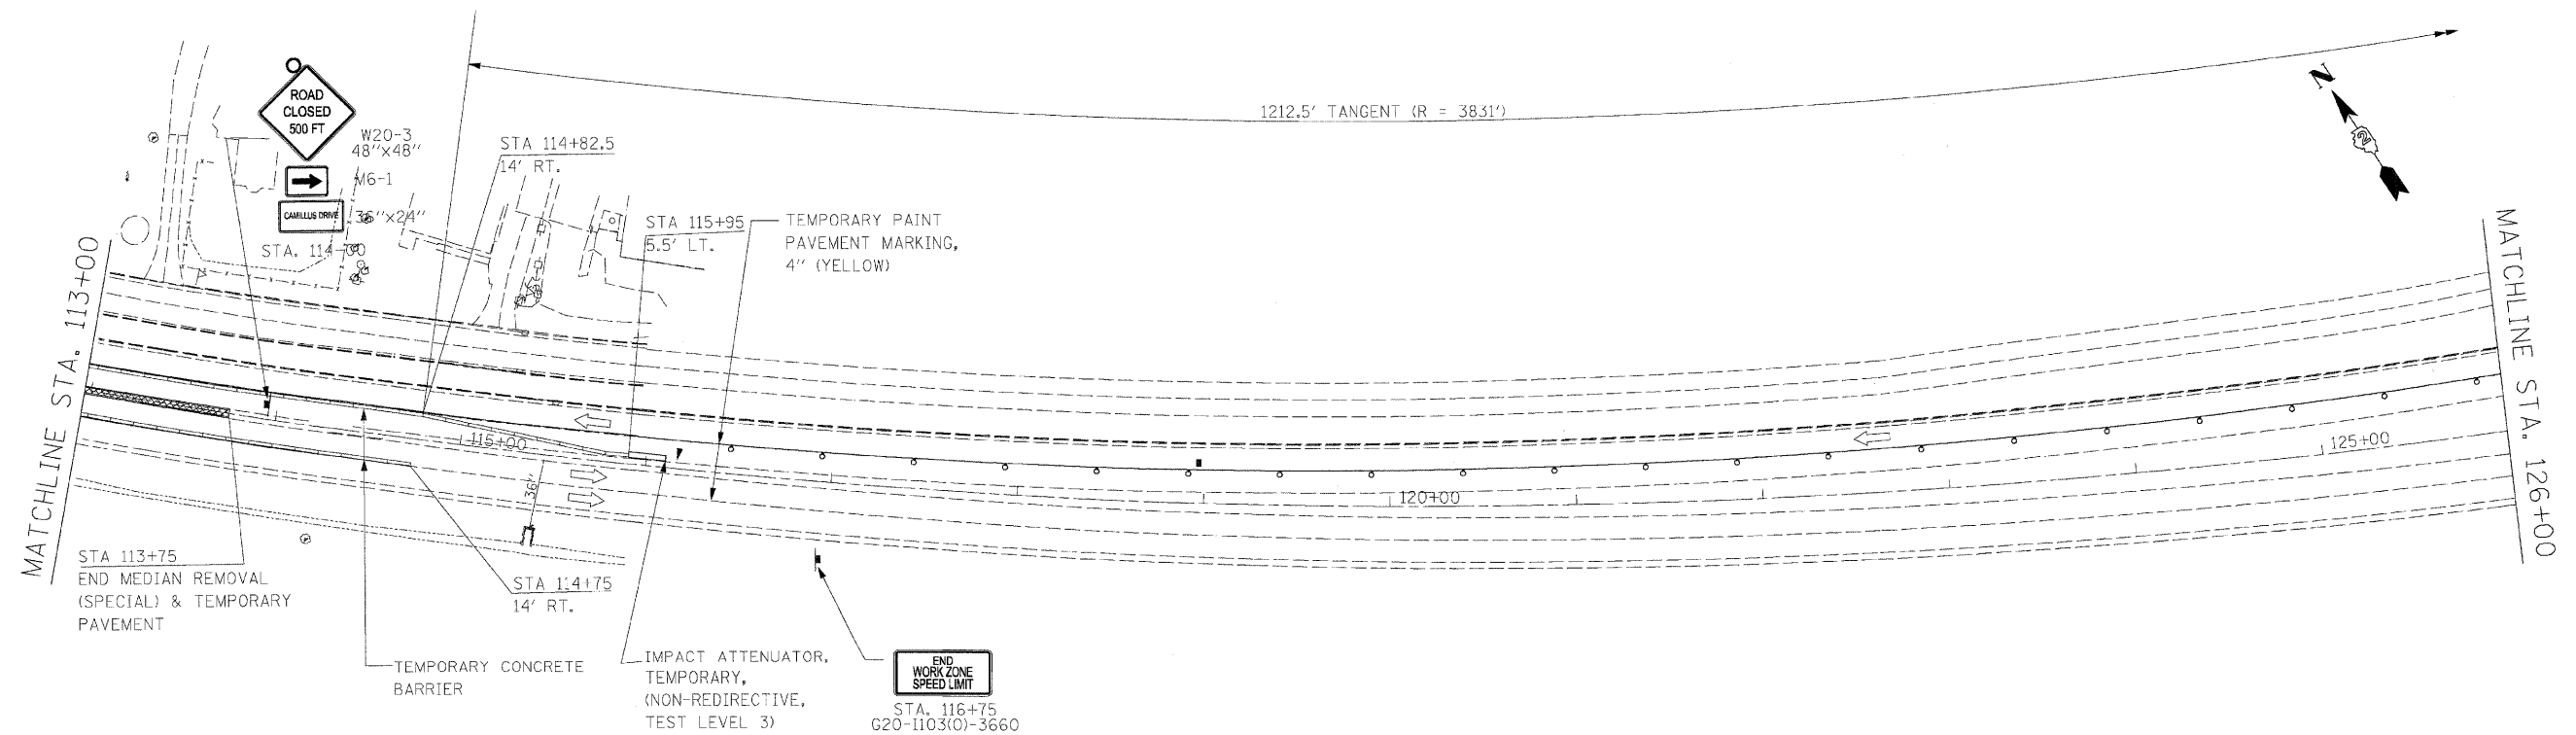 ROAD
CLOSED
500 FT
W20-3
48"x48"
M6-1
CAMILLUS DRIVE
36"x24"
STA. 114+00
STA 114+82.5
14' RT.
STA 115+95
5.5' LT.
TEMPORARY PAINT
PAVEMENT MARKING,
4" (YELLOW)
1212.5' TANGENT (R = 3831')
N
2
MATCHLINE STA. 113+00
MATCHLINE STA. 126+00
115+00
120+00
125+00
36'
STA 113+75
END MEDIAN REMOVAL
(SPECIAL) & TEMPORARY
PAVEMENT
STA 114+75
14' RT.
TEMPORARY CONCRETE
BARRIER
IMPACT ATTENUATOR,
TEMPORARY,
(NON-REDIRECTIVE,
TEST LEVEL 3)
END
WORK ZONE
SPEED LIMIT
STA. 116+75
G20-I103(O)-3660